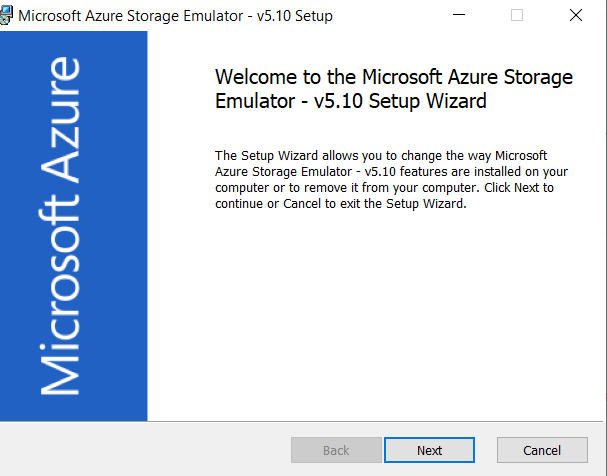 Microsoft Azure Storage Emulator - v5.10 Setup
Microsoft Azure
Welcome to the Microsoft Azure Storage
Emulator - v5.10 Setup Wizard
The Setup Wizard allows you to change the way Microsoft
Azure Storage Emulator - v5.10 features are installed on your
computer or to remove it from your computer. Click Next to
continue or Cancel to exit the Setup Wizard.
Back
Next
Cancel